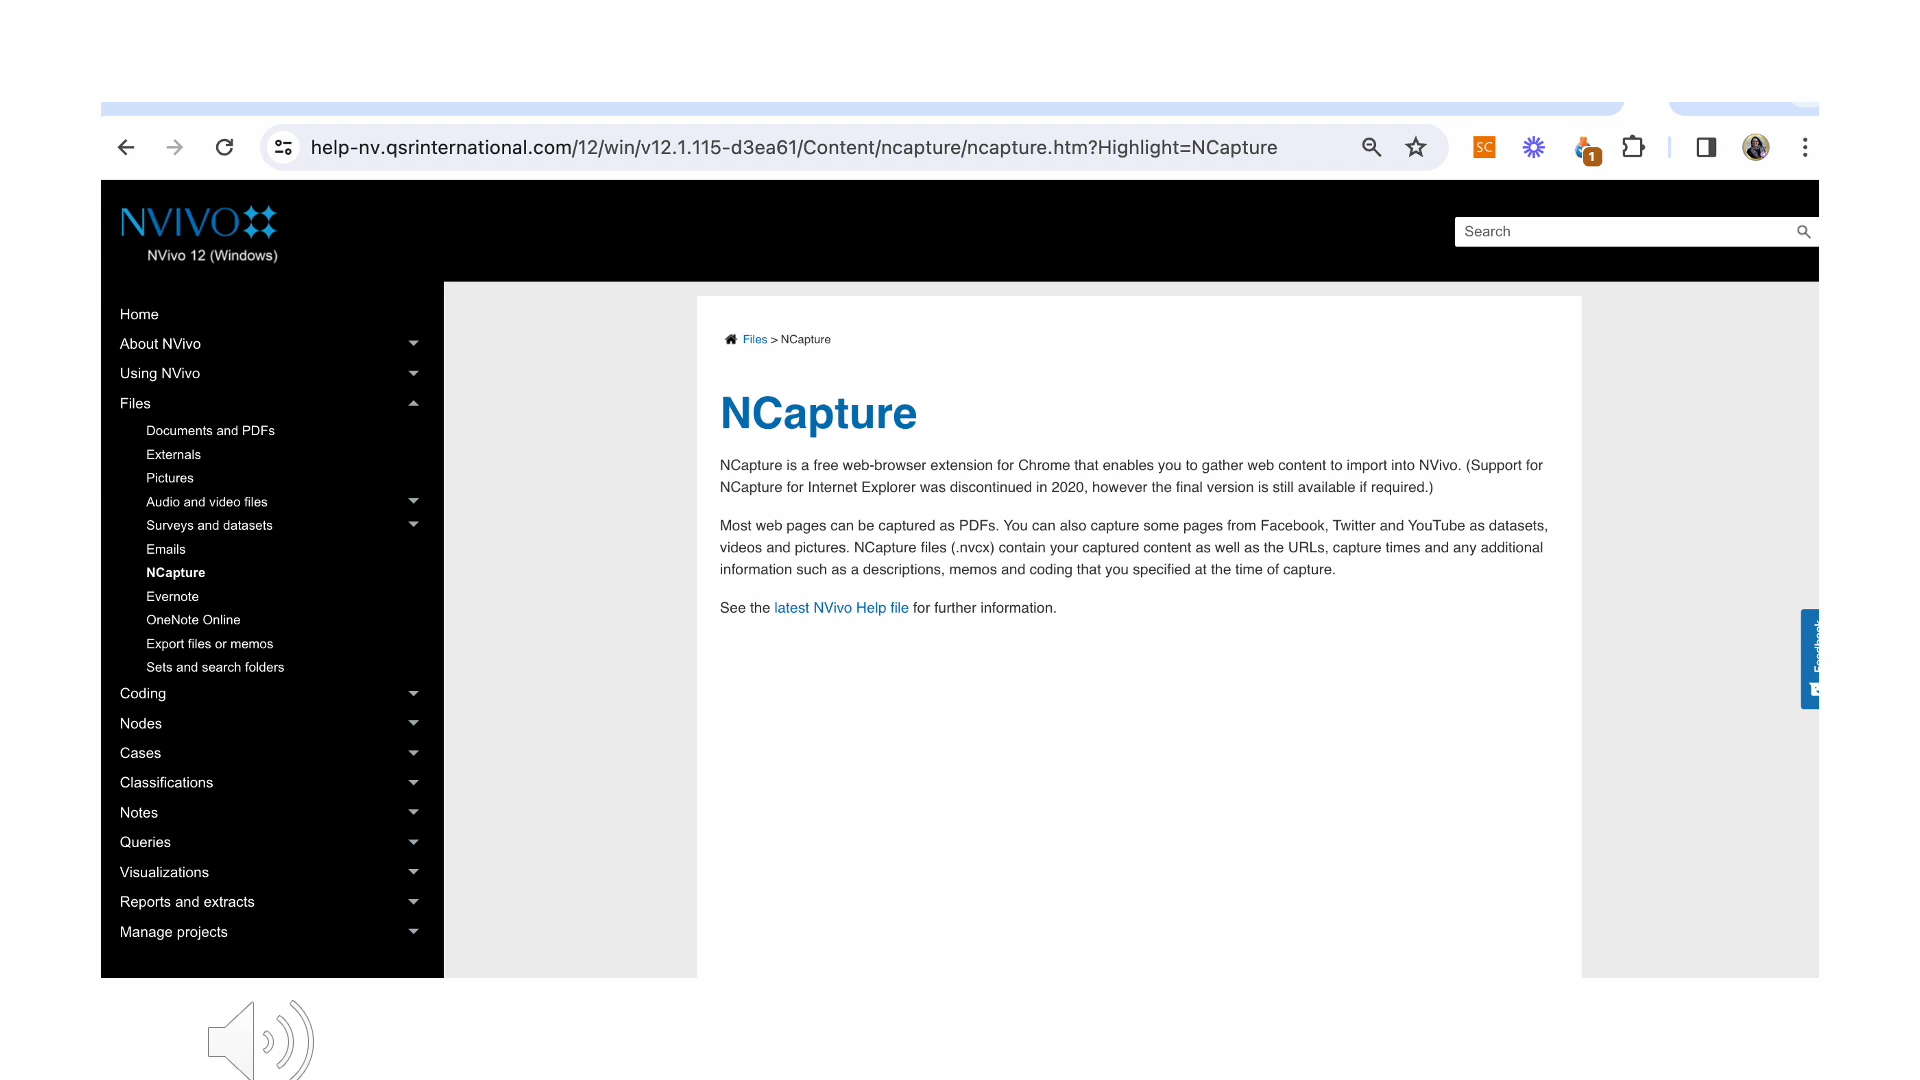 help-nv.qsrinternational.com/12/win/v12.1.115-d3ea61/Content/ncapture/ncapture.htm?Highlight=NCapture
SC
1
NVIVO
NVivo 12 (Windows)
Search
Home
About NVivo
Using NVivo
Files
Documents and PDFs
Externals
Pictures
Audio and video files
Surveys and datasets
Emails
NCapture
Evernote
OneNote Online
Export files or memos
Sets and search folders
Coding
Nodes
Cases
Classifications
Notes
Queries
Visualizations
Reports and extracts
Manage projects
Files > NCapture
NCapture
NCapture is a free web-browser extension for Chrome that enables you to gather web content to import into NVivo. (Support for
NCapture for Internet Explorer was discontinued in 2020, however the final version is still available if required.)
Most web pages can be captured as PDFs. You can also capture some pages from Facebook, Twitter and YouTube as datasets,
videos and pictures. NCapture files (.nvcx) contain your captured content as well as the URLs, capture times and any additional
information such as a descriptions, memos and coding that you specified at the time of capture.
See the latest NVivo Help file for further information.
Feedback